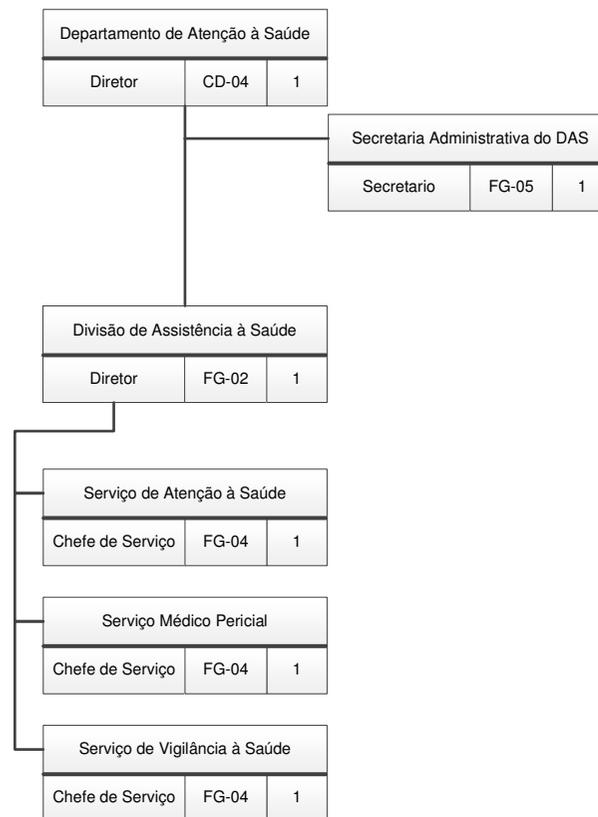 Departamento de Atenção à Saúde
Diretor CD-04 1
Secretaria Administrativa do DAS
Secretario FG-05 1
Divisão de Assistência à Saúde
Diretor FG-02 1
Serviço de Atenção à Saúde
Chefe de Serviço FG-04 1
Serviço Médico Pericial
Chefe de Serviço FG-04 1
Serviço de Vigilância à Saúde
Chefe de Serviço FG-04 1